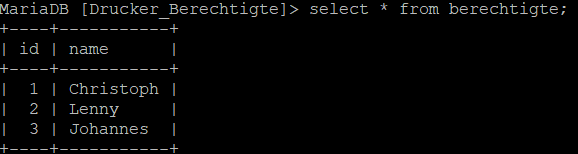 MariaDB [Drucker_Berechtigte]> select * from berechtigte;
+----+-----------+
| id | name      |
+----+-----------+
|  1 | Christoph |
|  2 | Lenny     |
|  3 | Johannes  |
+----+-----------+